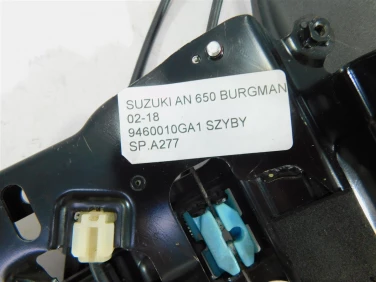 SUZUKI AN 650 BURGMAN
02-18
9460010GA1 SZYBY
SP.A277